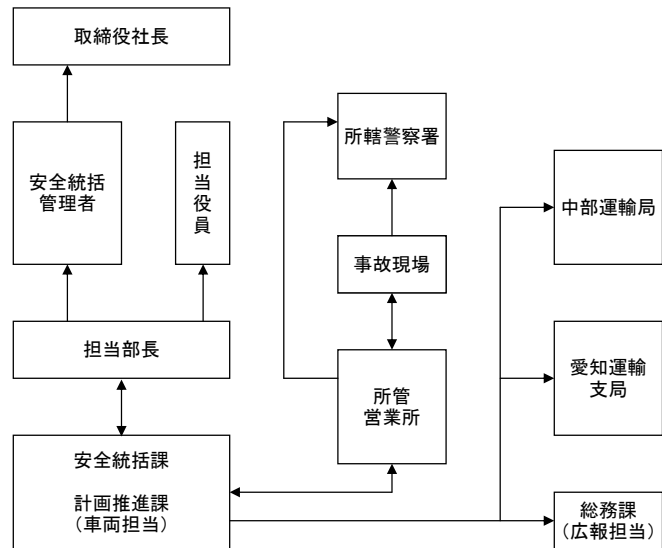 取締役社長
安全統括
管理者
担当役員
担当部長
安全統括課
計画推進課
（車両担当）
所轄警察署
事故現場
所管
営業所
中部運輸局
愛知運輸
支局
総務課
（広報担当）